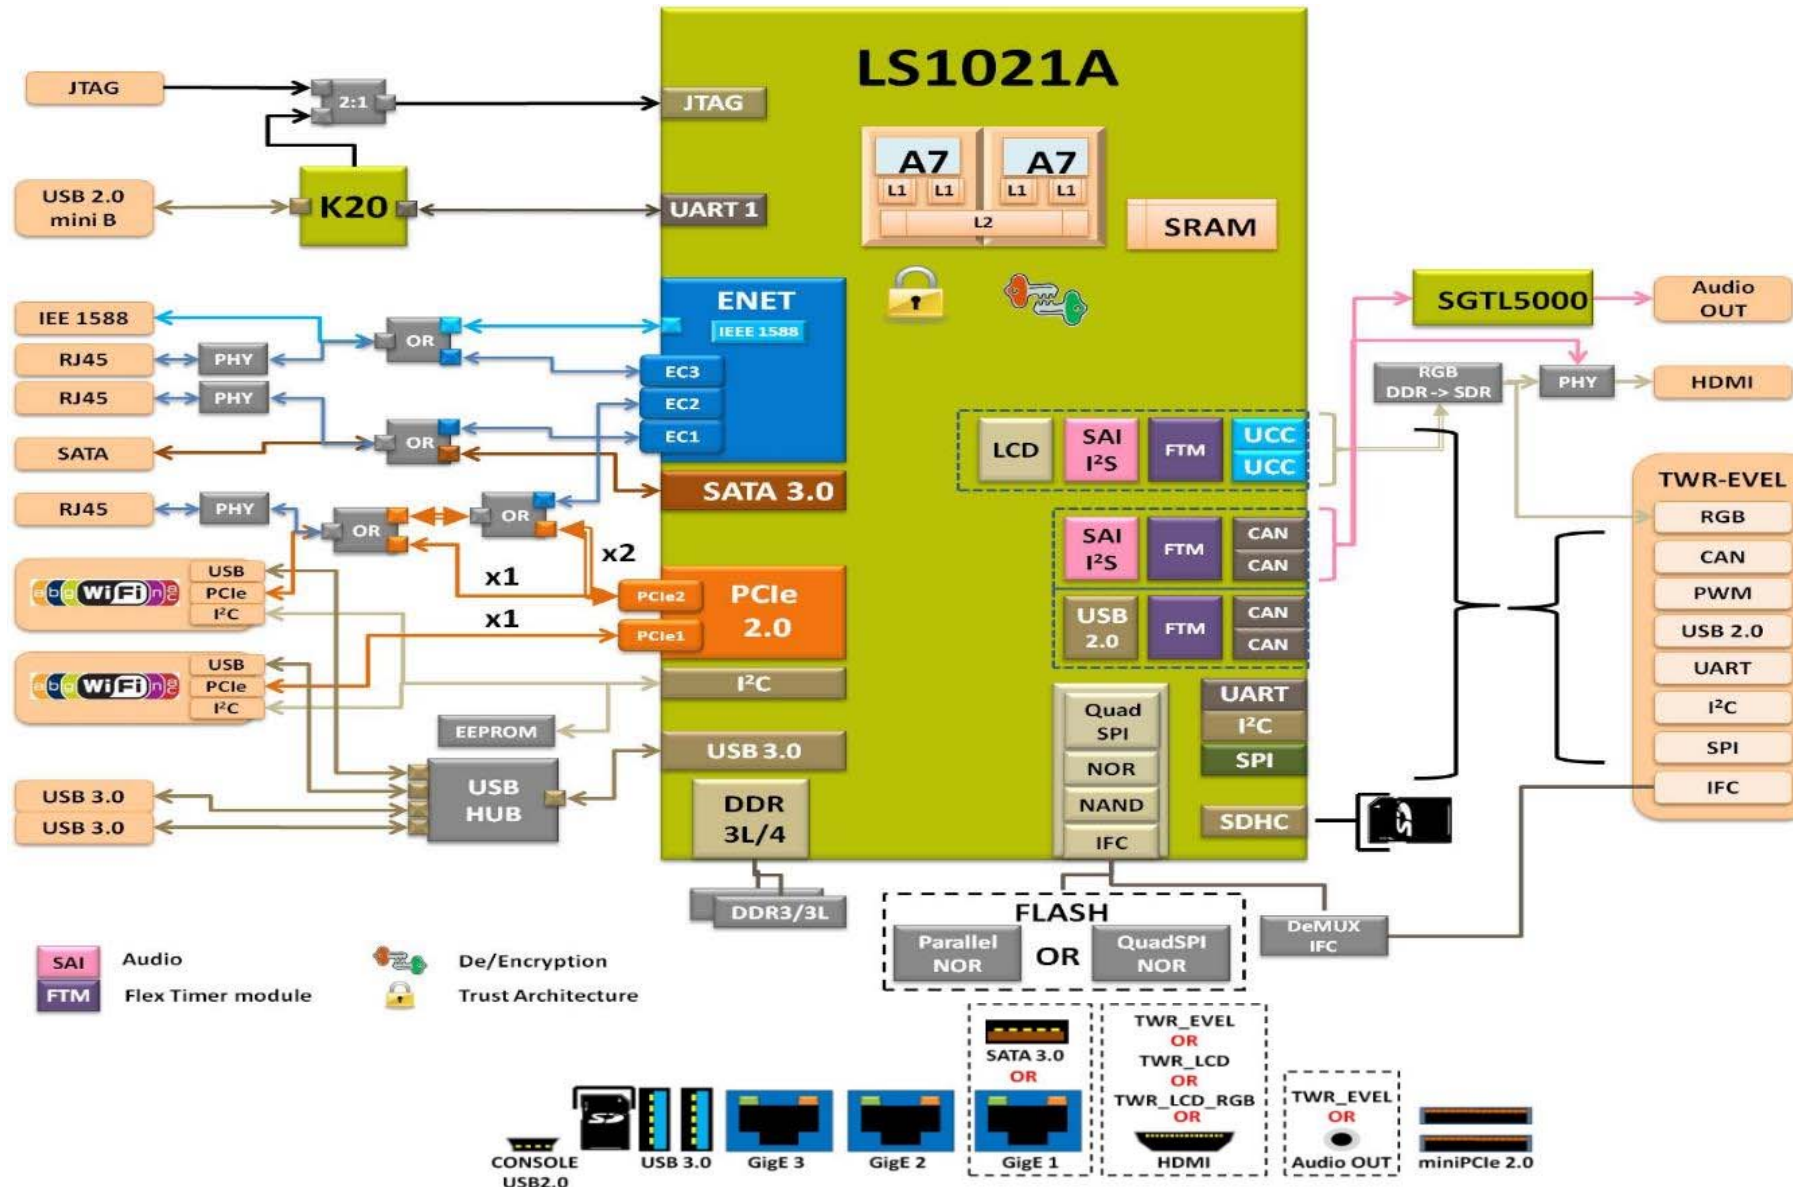 LS1021A
JTAG
2:1
JTAG
A7
A7
L1
L1
L1
L1
L2
USB 2.0
mini B
K20
UART 1
SRAM
ENET
IEEE 1588
IEE 1588
OR
RJ45
PHY
EC3
RJ45
PHY
EC2
EC1
SATA
OR
SATA 3.0
RJ45
PHY
OR
OR
x2
x1
USB
WiFi
PCIe
I²C
PCIe2
PCIe
2.0
x1
PCIe1
USB
WiFi
PCIe
I²C
I²C
EEPROM
USB 3.0
USB
HUB
USB 3.0
USB 3.0
DDR
3L/4
DDR3/3L
SGTL5000
Audio
OUT
RGB
DDR -> SDR
PHY
HDMI
LCD
SAI
I²S
FTM
UCC
UCC
SAI
I²S
FTM
CAN
CAN
USB
2.0
FTM
CAN
CAN
Quad
SPI
NOR
NAND
IFC
UART
I²C
SPI
SDHC
TWR-EVEL
RGB
CAN
PWM
USB 2.0
UART
I²C
SPI
IFC
FLASH
Parallel
NOR
OR
QuadSPI
NOR
DeMUX
IFC
SAI
Audio
De/Encryption
FTM
Flex Timer module
Trust Architecture
CONSOLE
USB2.0
USB 3.0
GigE 3
GigE 2
SATA 3.0
OR
GigE 1
TWR_EVEL
OR
TWR_LCD
OR
TWR_LCD_RGB
OR
HDMI
TWR_EVEL
OR
Audio OUT
miniPCIe 2.0